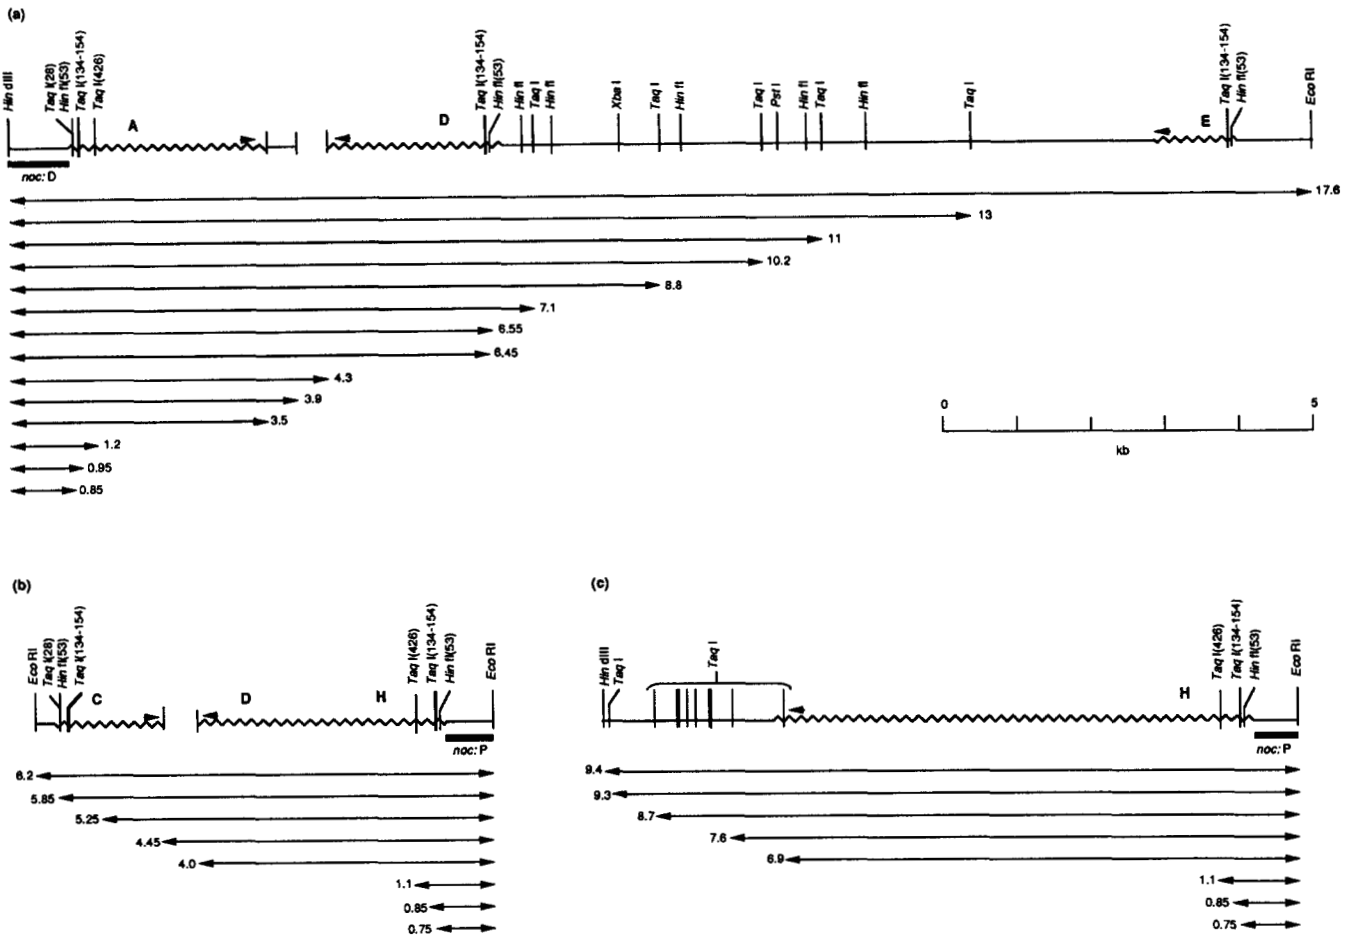 (a)
Hin dIII
Taq I(28)
Hin fI(53)
Taq I(134-154)
Taq I(426)
Taq I(134-154)
Hin fI(53)
Hin fI
Taq I
Hin fI
Xba I
Taq I
Hin fI
Taq I
Pst I
Hin fI
Taq I
Hin fI
Taq I
Taq I(134-154)
Hin fI(53)
Eco RI
A
D
E
noc: D
17.6
13
11
10.2
8.8
7.1
6.55
6.45
4.3
3.9
3.5
1.2
0.95
0.85
0
5
kb
(b)
Eco RI
Taq I(28)
Hin fI(53)
Taq I(134-154)
Taq I(426)
Taq I(134-154)
Hin fI(53)
Eco RI
C
D
H
noc: P
6.2
5.85
5.25
4.45
4.0
1.1
0.85
0.75
(c)
Hin dIII
Taq I
Taq I
Taq I(426)
Taq I(134-154)
Hin fI(53)
Eco RI
H
noc: P
9.4
9.3
8.7
7.6
6.9
1.1
0.85
0.75